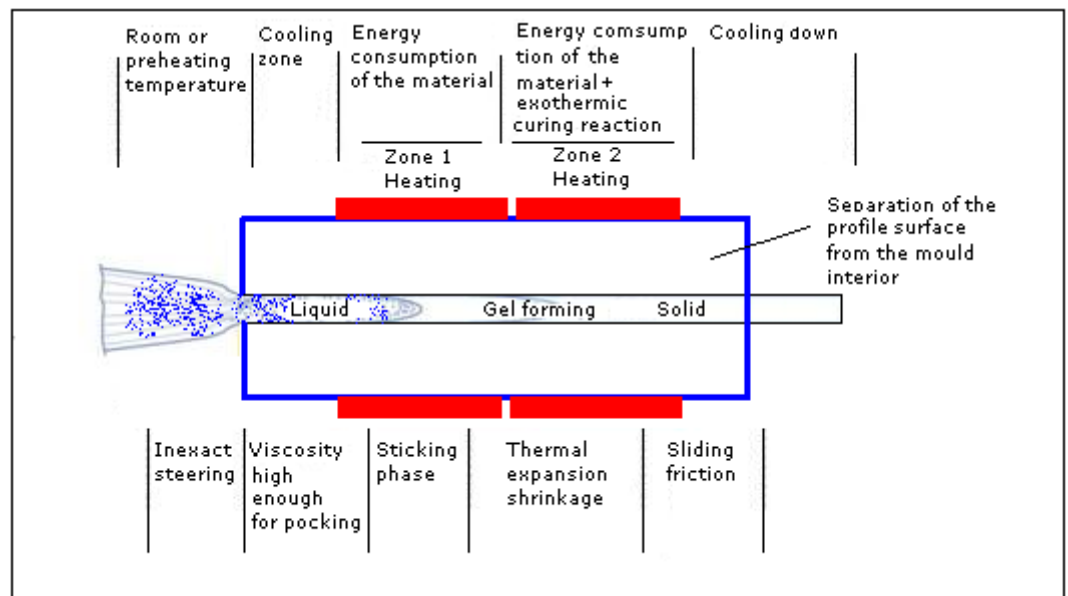 Room or
preheating
temperature
Cooling
zone
Energy
consumption
of the material
Energy comsump
tion of the
material +
exothermic
curing reaction
Cooling down
Zone 1
Heating
Zone 2
Heating
Separation of the
profile surface
from the mould
interior
Liquid
Gel forming
Solid
Inexact
steering
Viscosity
high
enough
for pocking
Sticking
phase
Thermal
expansion
shrinkage
Sliding
friction